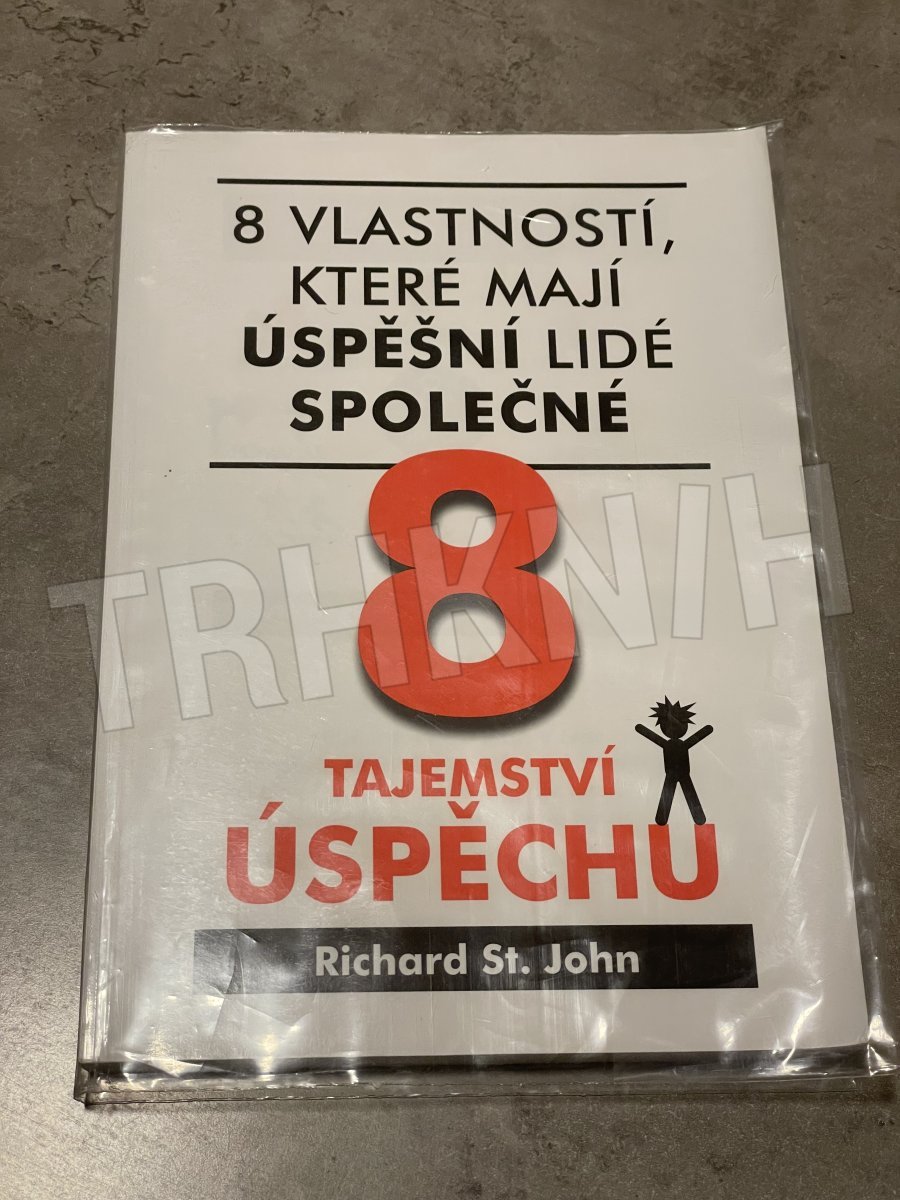 8 VLASTNOSTÍ,
KTERÉ MAJÍ
ÚSPĚŠNÍ LIDÉ
SPOLEČNÉ
8
TRHKNIH
TAJEMSTVÍ
ÚSPĚCHU
Richard St. John